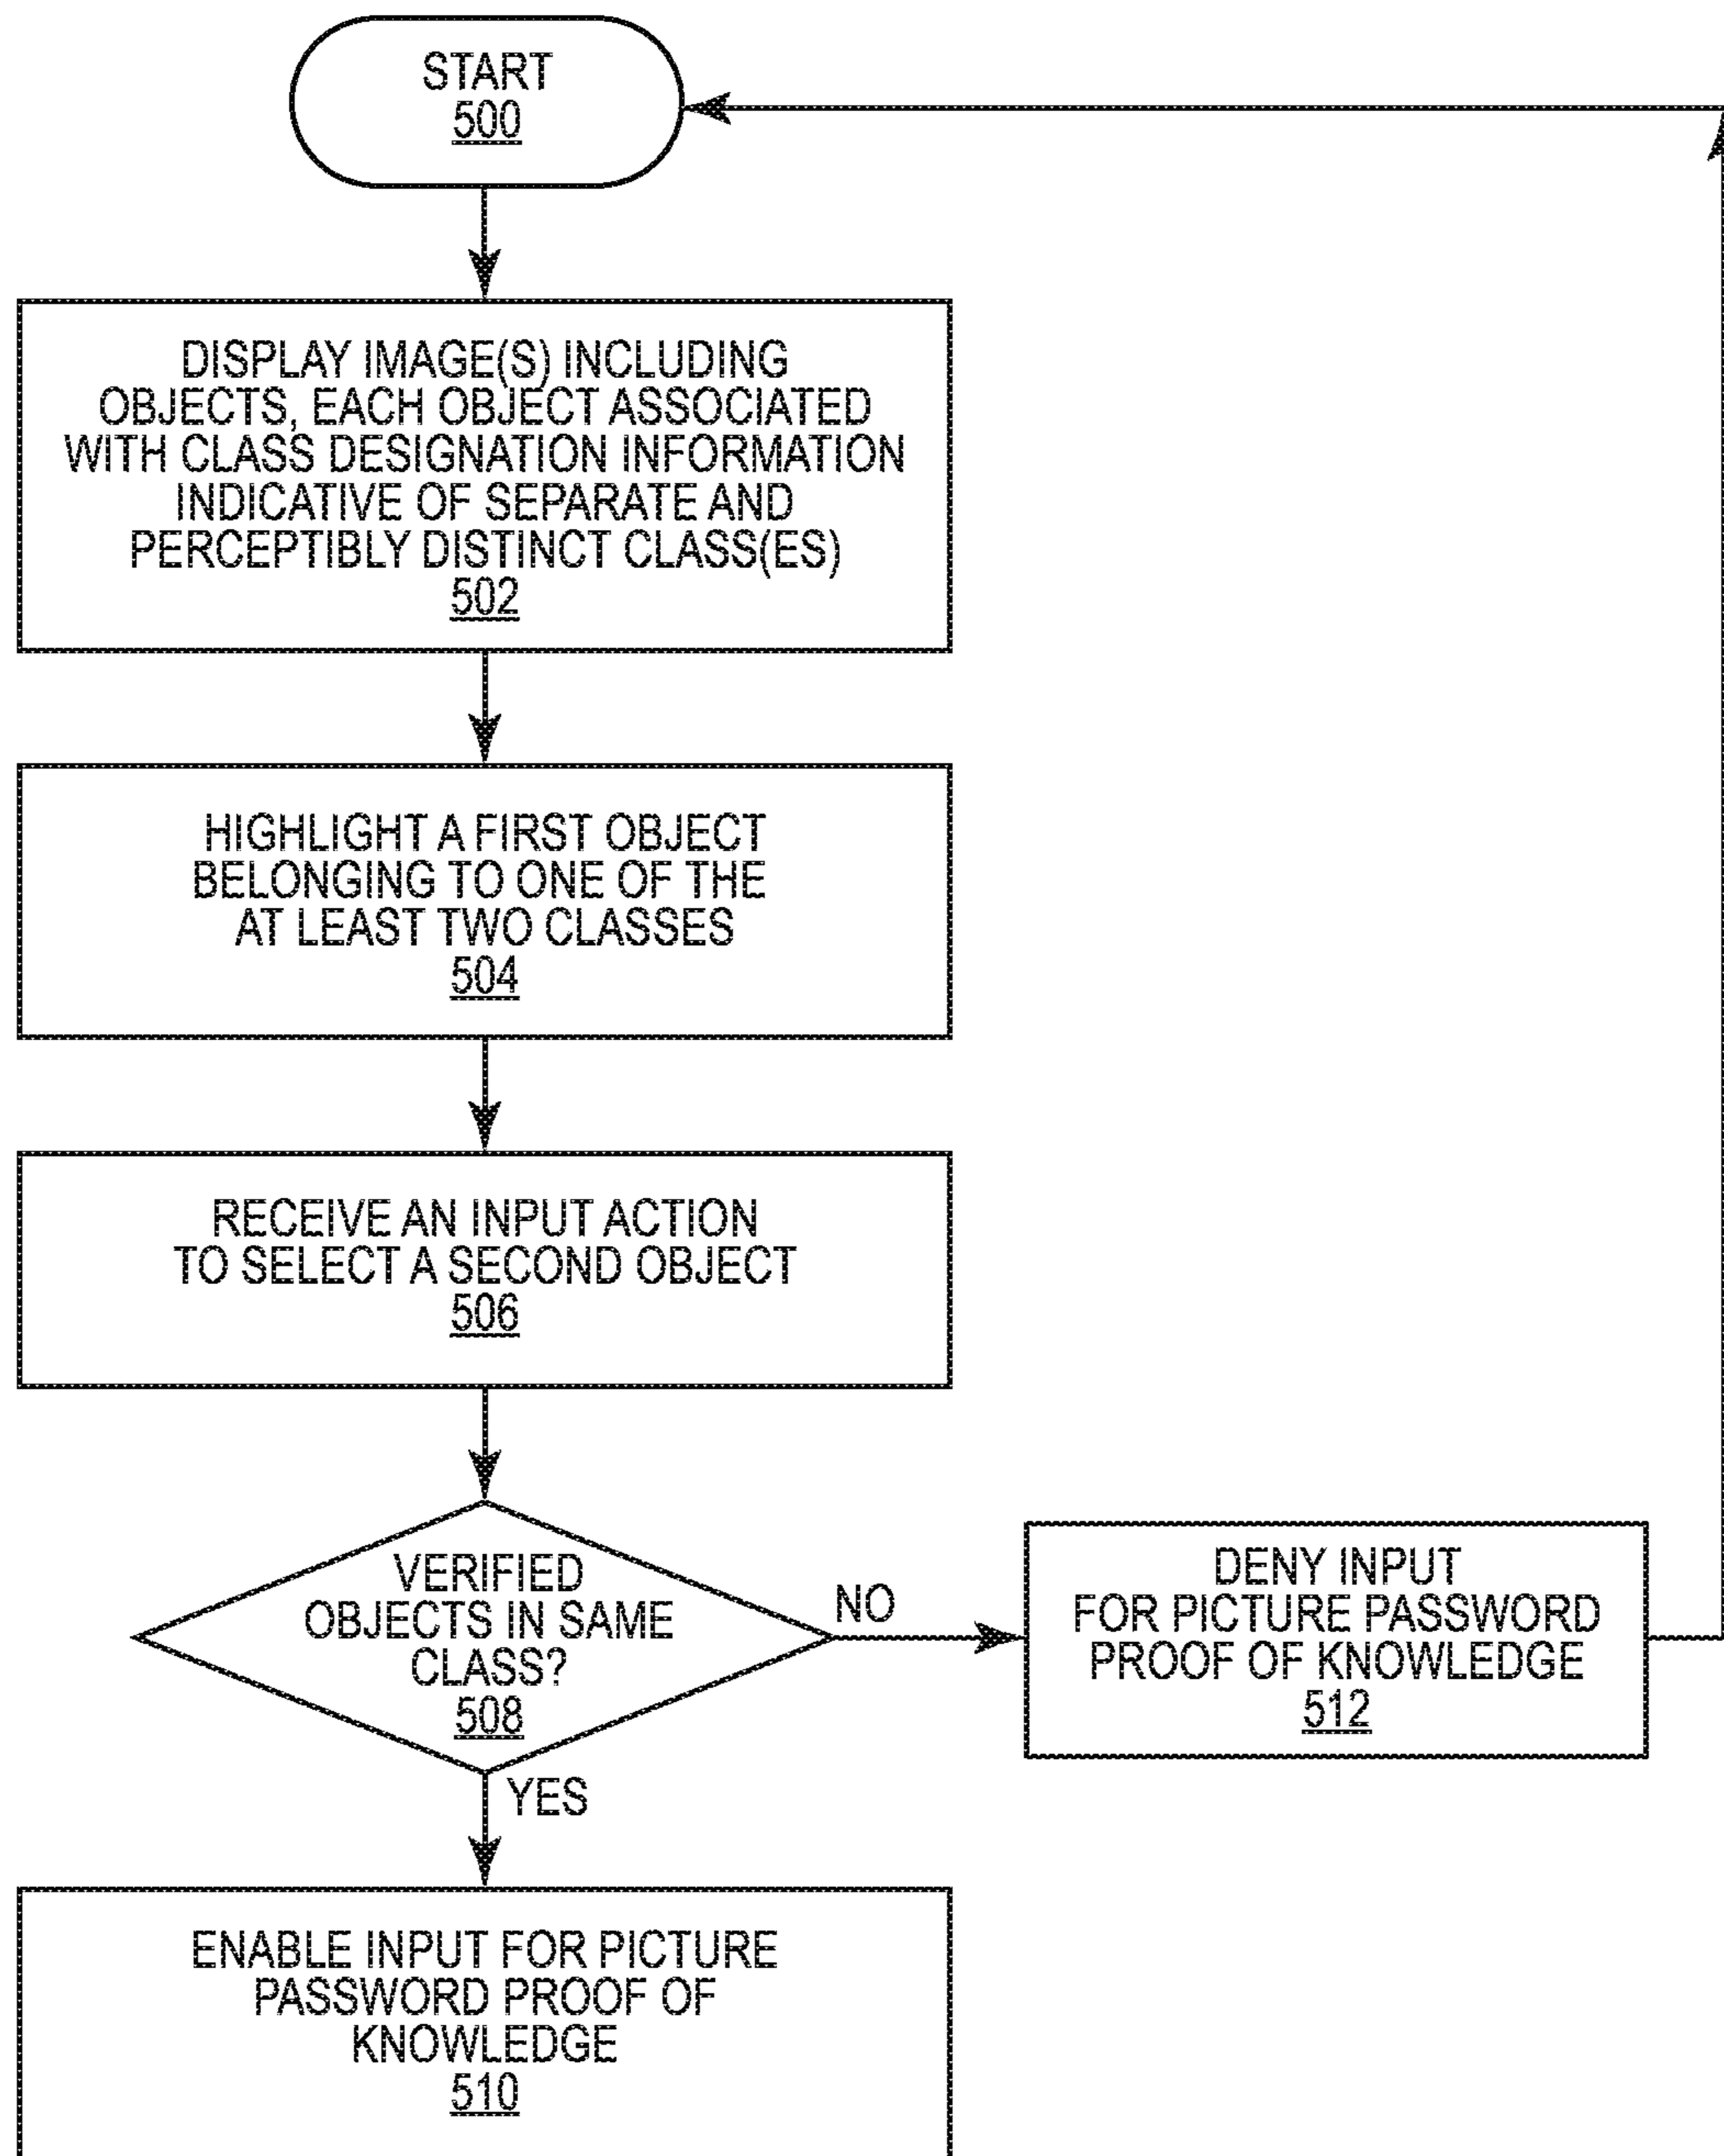 START
500
DISPLAY IMAGE(S) INCLUDING
OBJECTS, EACH OBJECT ASSOCIATED
WITH CLASS DESIGNATION INFORMATION
INDICATIVE OF SEPARATE AND
PERCEPTIBLY DISTINCT CLASS(ES)
502
HIGHLIGHT A FIRST OBJECT
BELONGING TO ONE OF THE
AT LEAST TWO CLASSES
504
RECEIVE AN INPUT ACTION
TO SELECT A SECOND OBJECT
506
VERIFIED
OBJECTS IN SAME
CLASS?
508
NO
DENY INPUT
FOR PICTURE PASSWORD
PROOF OF KNOWLEDGE
512
YES
ENABLE INPUT FOR PICTURE
PASSWORD PROOF OF
KNOWLEDGE
510